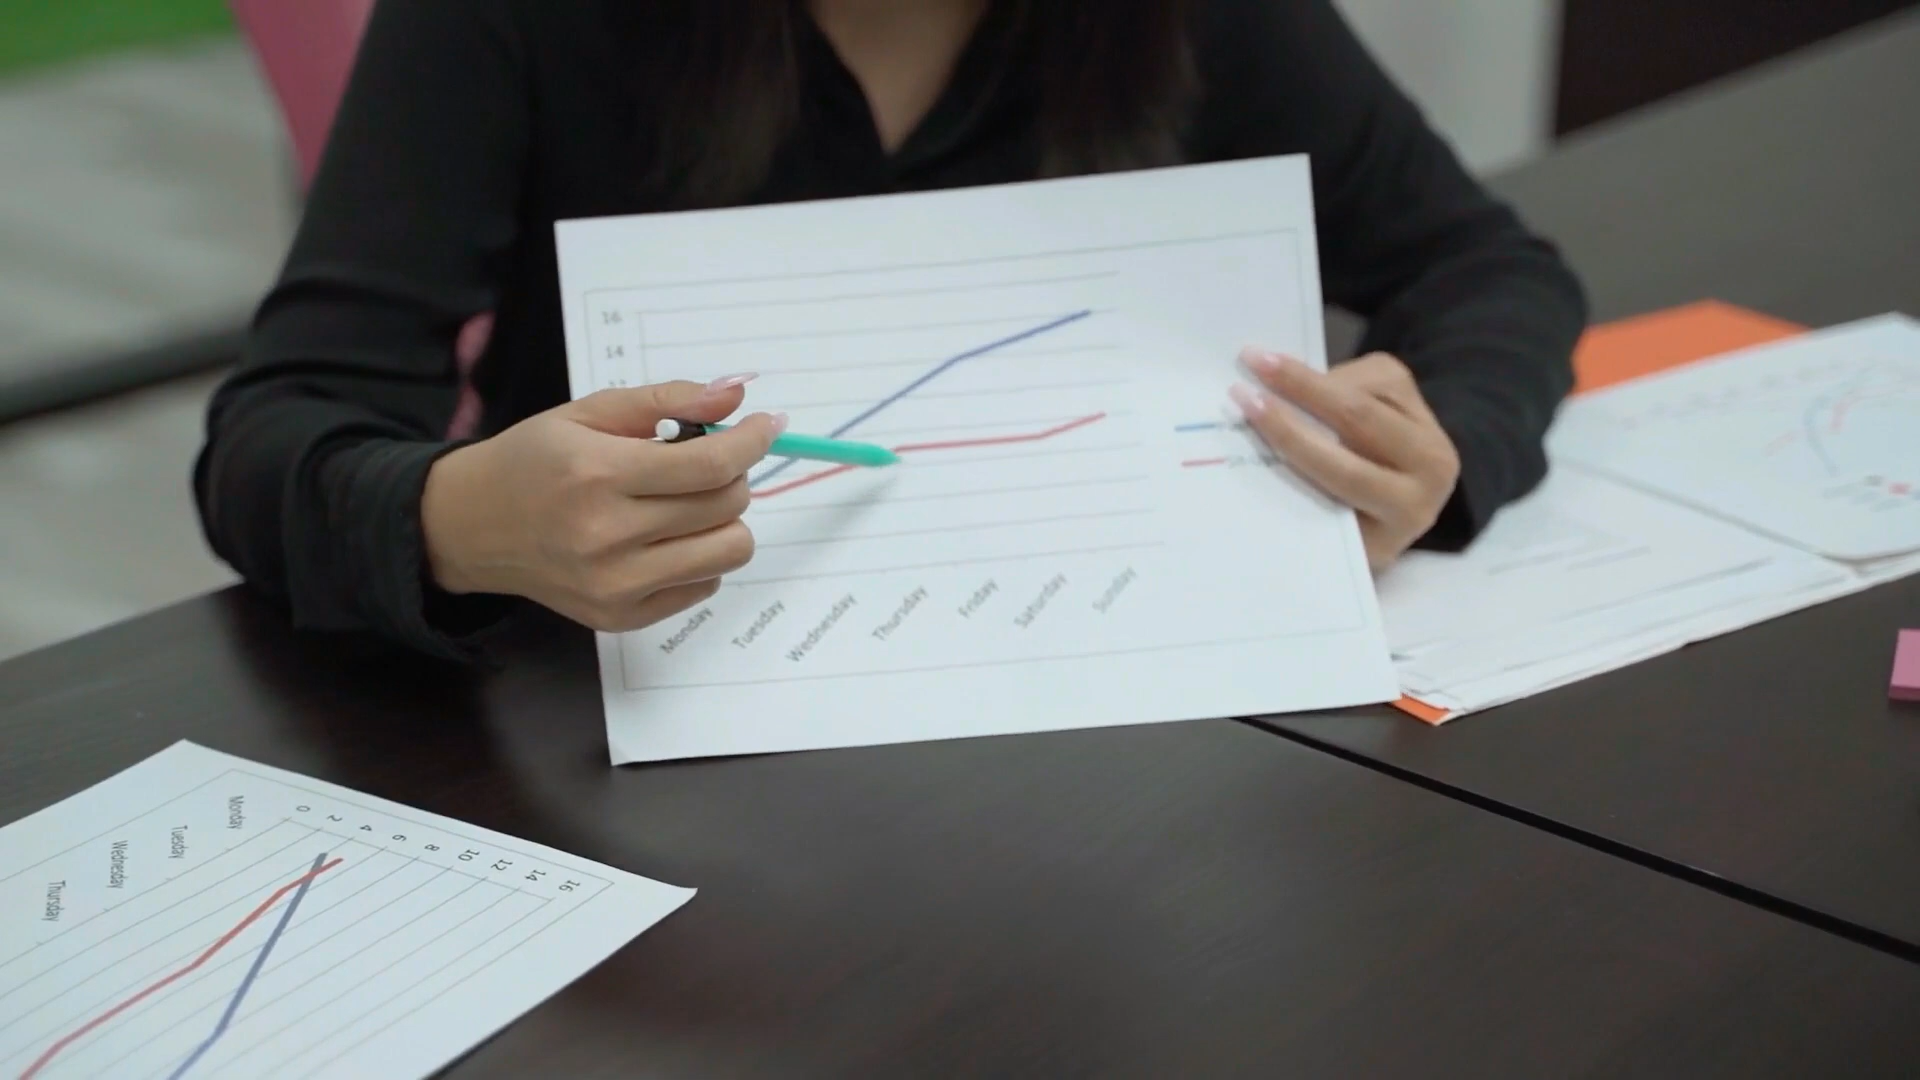 16
14
Monday
Tuesday
Wednesday
Thursday
Friday
Saturday
Sunday
0
2
4
6
8
10
12
14
16
Monday
Tuesday
Wednesday
Thursday